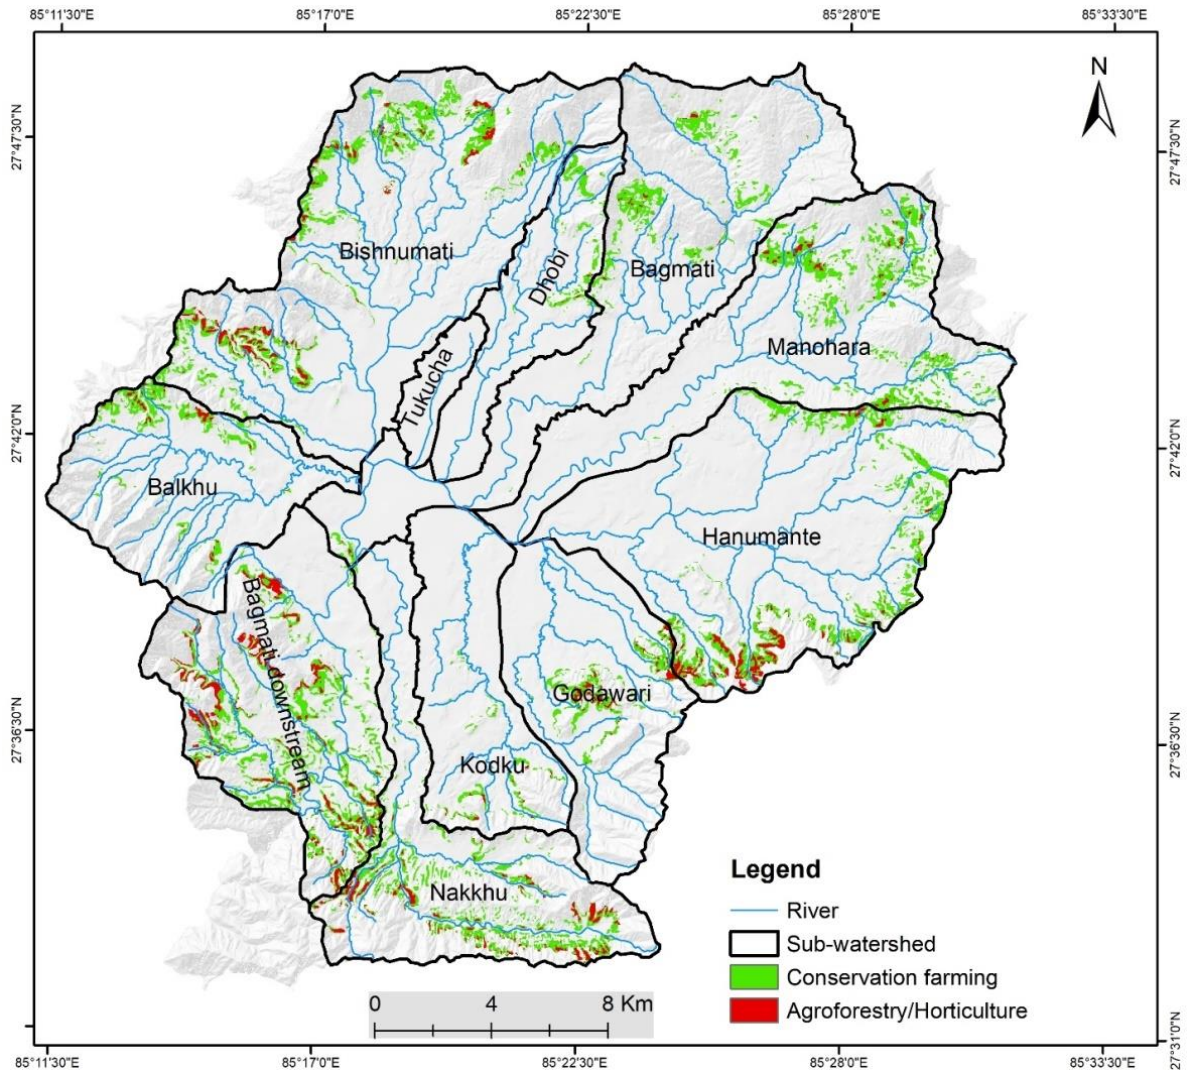 85°11'30"E 85°17'0"E 85°22'30"E 85°28'0"E 85°33'30"E
N
27°47'30"N 27°47'30"N
Bishnumati
Dhobi
Bagmati
Manohara
Tukucha
27°42'0"N 27°42'0"N
Balkhu
Hanumante
Bagmati downstream
Godawari
27°36'30"N 27°36'30"N
Kodku
Nakkhu
Legend
River
Sub-watershed
Conservation farming
Agroforestry/Horticulture
0 4 8 Km
27°31'0"N
85°11'30"E 85°17'0"E 85°22'30"E 85°28'0"E 85°33'30"E